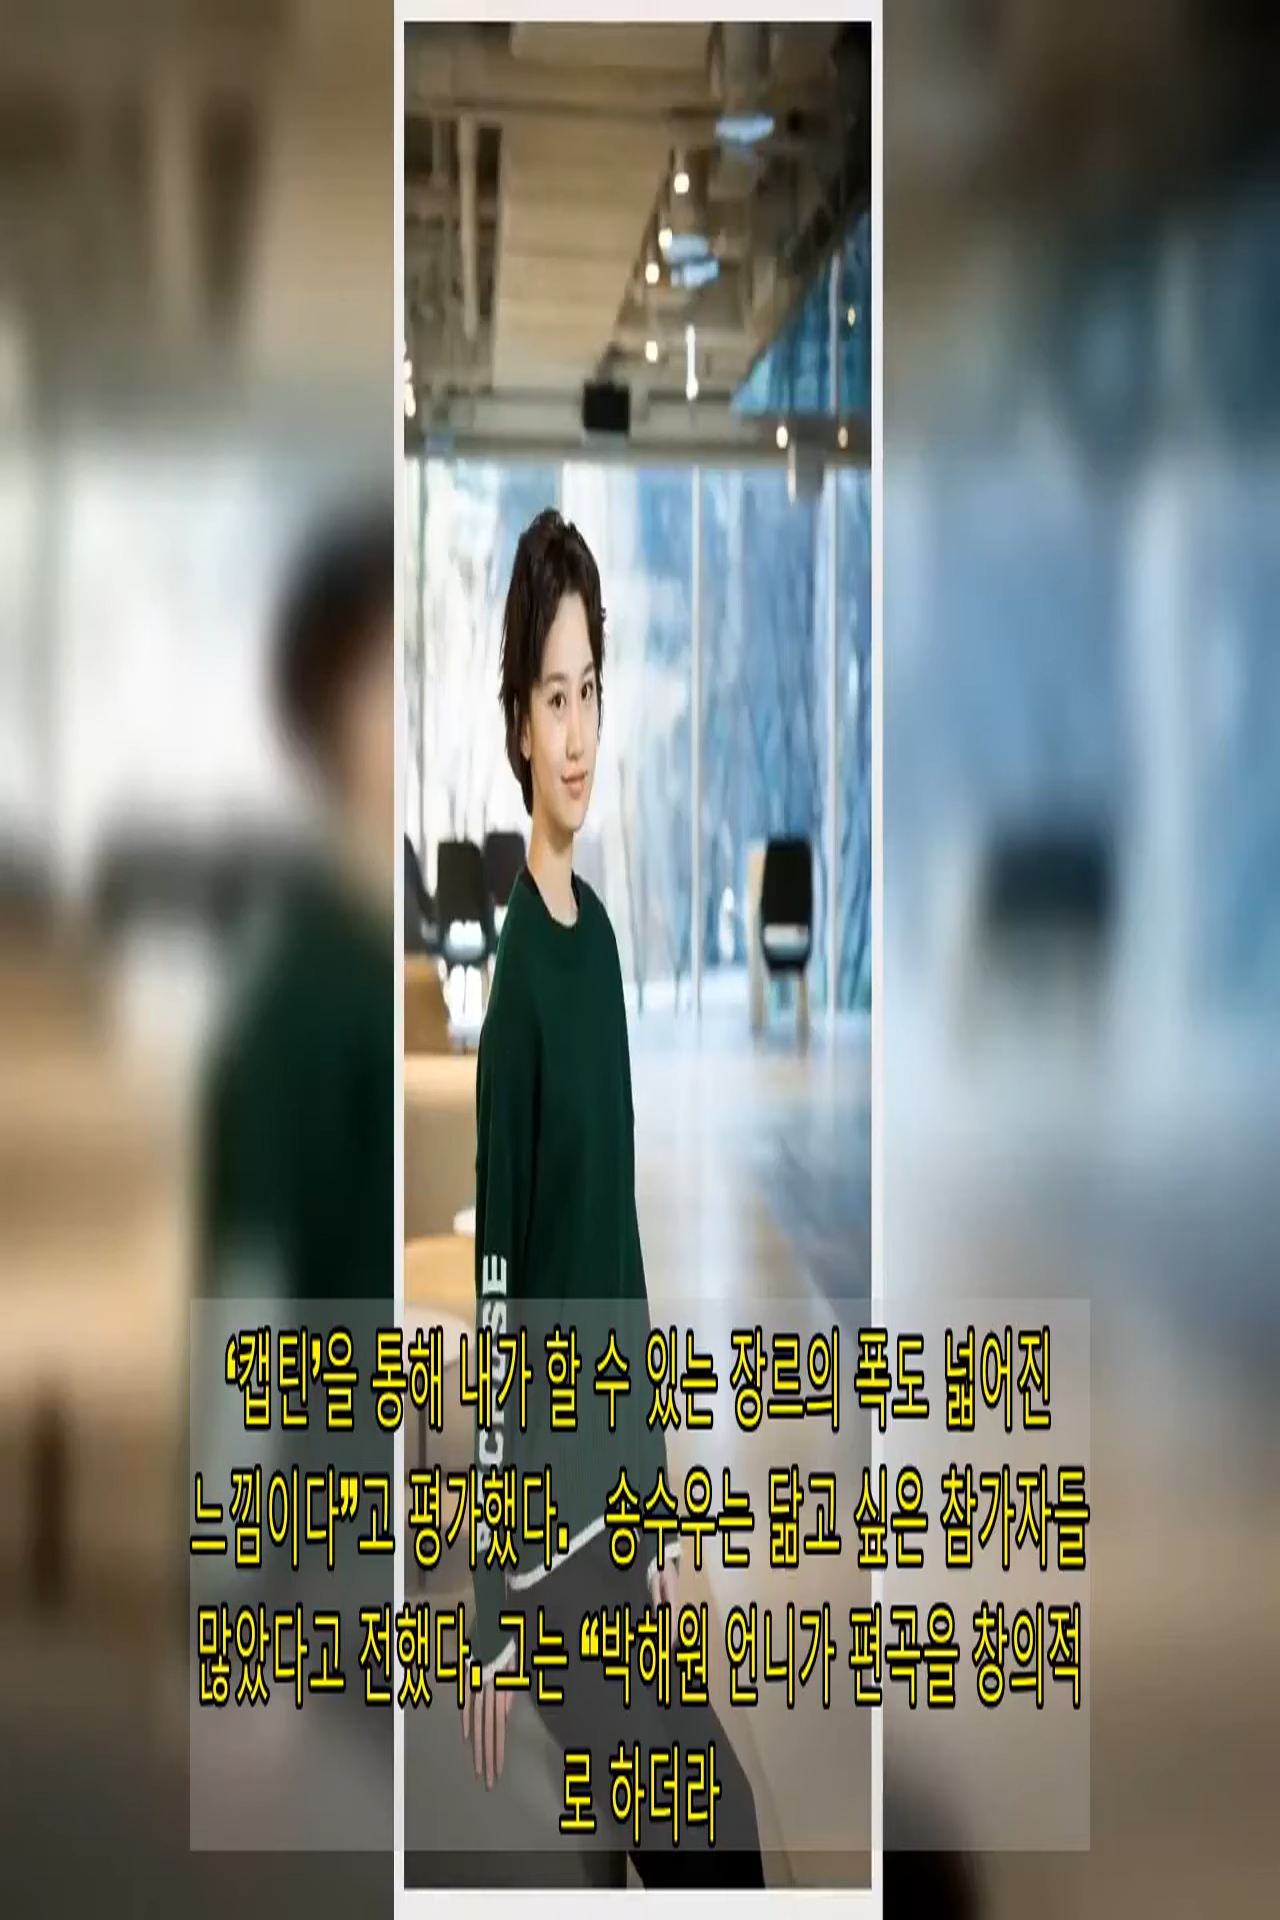 ‘캡틴’을 통해 내가 할 수 있는 장르의 폭도 넓어진
느낌이다”고 평가했다. 송수우는 닮고 싶은 참가자들
많았다고 전했다. 그는 “박해원 언니가 편곡을 창의적
로 하더라